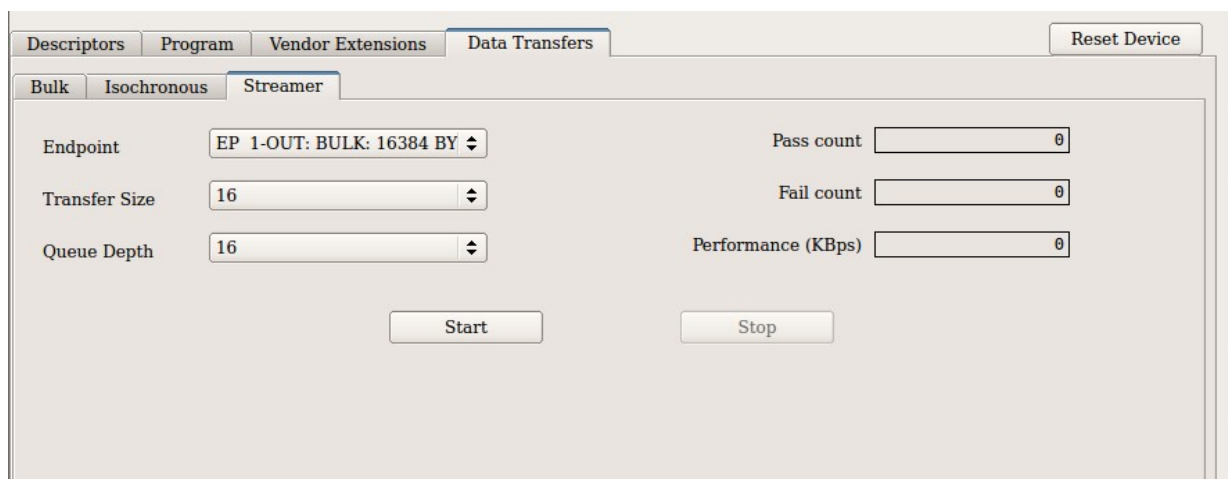 Descriptors Program Vendor Extensions Data Transfers Reset Device
Bulk Isochronous Streamer
Endpoint EP 1-OUT: BULK: 16384 BY Pass count 0
Transfer Size 16 Fail count 0
Queue Depth 16 Performance (KBps) 0
Start Stop